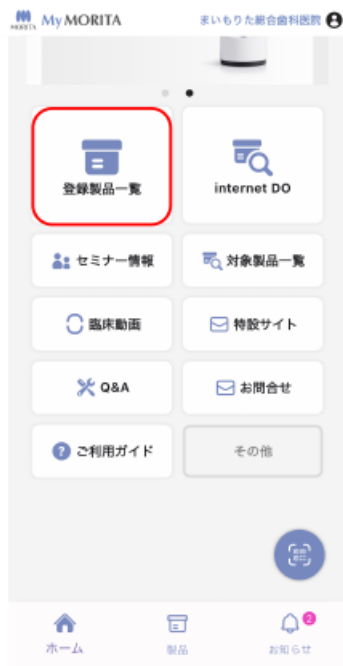 MORITA My MORITA まいもりた総合歯科医院
登録製品一覧 internet DO
セミナー情報 対象製品一覧
臨床動画 特設サイト
Q&A お問合せ
? ご利用ガイド その他
2
ホーム 製品 お知らせ